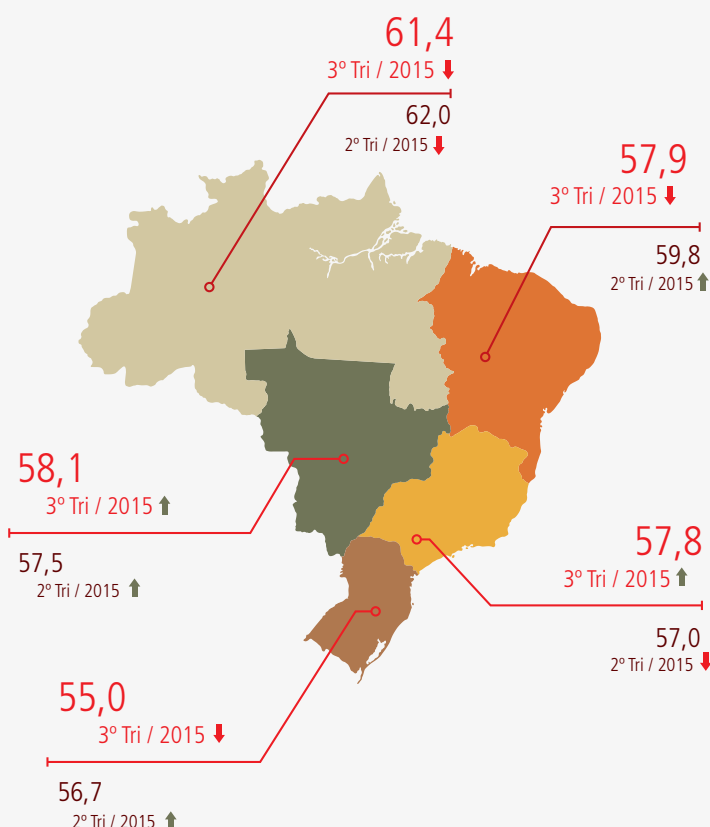 61,4
3º Tri / 2015
62,0
2º Tri / 2015
57,9
3º Tri / 2015
59,8
2º Tri / 2015
58,1
3º Tri / 2015
57,5
2º Tri / 2015
57,8
3º Tri / 2015
57,0
2º Tri / 2015
55,0
3º Tri / 2015
56,7
2º Tri / 2015